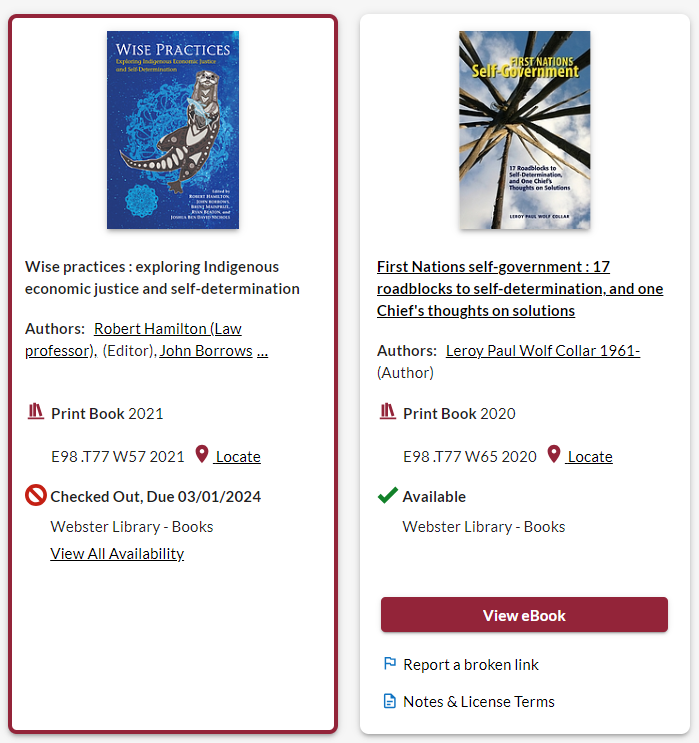 WISE PRACTICES
Exploring Indigenous Economic Justice
and Self-Determination
Edited by
ROBERT HAMILTON,
JOHN BORROWS,
BRENT MAINPRIZE,
RYAN BEATON, and
JOSHUA BEN DAVID NICHOLS
Wise practices : exploring Indigenous
economic justice and self-determination
Authors: Robert Hamilton (Law
professor), (Editor), John Borrows ...
Print Book 2021
E98 .T77 W57 2021 Locate
Checked Out, Due 03/01/2024
Webster Library - Books
View All Availability
FIRST NATIONS
Self-Government
17 Roadblocks to
Self-Determination,
and One Chief's
Thoughts on Solutions
LEROY PAUL WOLF COLLAR
First Nations self-government : 17
roadblocks to self-determination, and one
Chief's thoughts on solutions
Authors: Leroy Paul Wolf Collar 1961-
(Author)
Print Book 2020
E98 .T77 W65 2020 Locate
Available
Webster Library - Books
View eBook
Report a broken link
Notes & License Terms